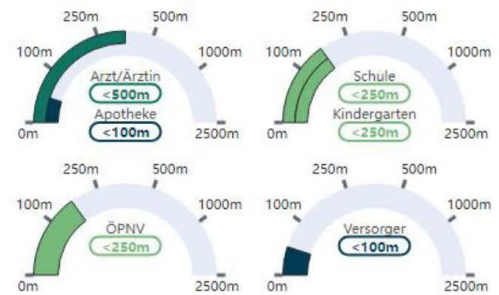 250m 500m
100m 1000m
Arzt/Ärztin
<500m
Apotheke
<100m
0m 2500m
250m 500m
100m 1000m
Schule
<250m
Kindergarten
<250m
0m 2500m
250m 500m
100m 1000m
ÖPNV
<250m
0m 2500m
250m 500m
100m 1000m
Versorger
<100m
0m 2500m